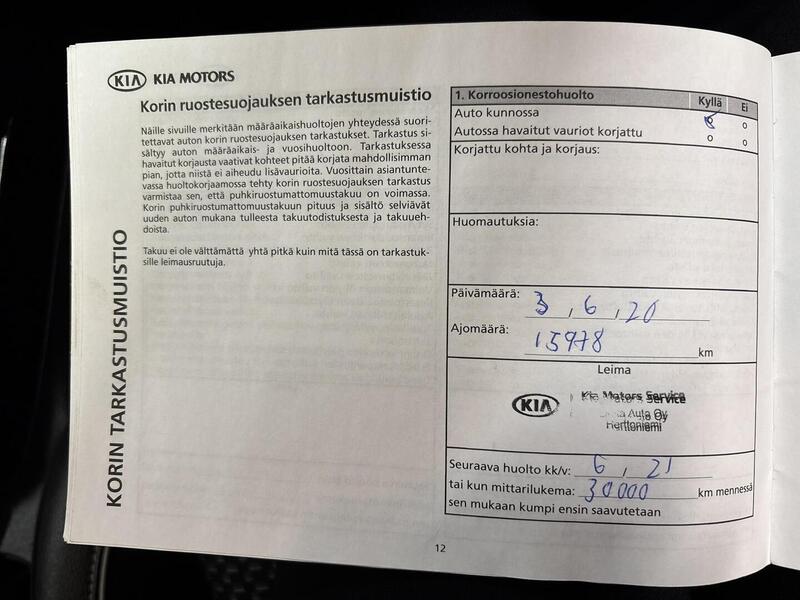 KIA KIA MOTORS
Korin ruostesuojauksen tarkastusmuistio
Näille sivuille merkitään määräaikaishuoltojen yhteydessä suori-
tettavat auton korin ruostesuojauksen tarkastukset. Tarkastus si-
sältyy auton määräaikais- ja vuosihuoltoon. Tarkastuksessa
havaitut korjausta vaativat kohteet pitää korjata mahdollisimman
pian, jotta niistä ei aiheudu lisävaurioita. Vuosittain asiantunte-
vassa huoltokorjaamossa tehty korin ruostesuojauksen tarkastus
varmistaa sen, että puhkiruostumattomuustakuu on voimassa.
Korin puhkiruostumattomuustakuun pituus ja sisältö selviävät
uuden auton mukana tulleesta takuutodistuksesta ja takuueh-
doista.
Takuu ei ole välttämättä yhtä pitkä kuin mitä tässä on tarkastuk-
sille leimausruutuja.
KORIN TARKASTUSMUISTIO
1. Korroosionestohuolto Kyllä Ei
Auto kunnossa
Autossa havaitut vauriot korjattu
Korjattu kohta ja korjaus:
Huomautuksia:
Päivämäärä: 3 , 6 , 20
Ajomäärä: 15978 km
Leima
KIA Kia Motors Service
Auto Oy
Herttoniemi
Seuraava huolto kk/v: 6 , 21
tai kun mittarilukema: 30000 km mennessä
sen mukaan kumpi ensin saavutetaan
12